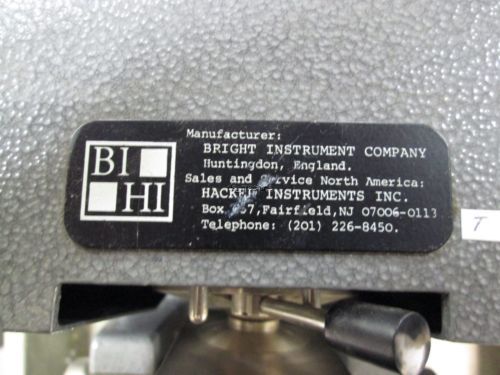 BI
HI
Manufacturer:
BRIGHT INSTRUMENT COMPANY
Huntingdon, England.
Sales and Service North America:
HACKER INSTRUMENTS INC.
Box Fairfield,NJ 07006-0113
Telephone: (201) 226-8450.
T